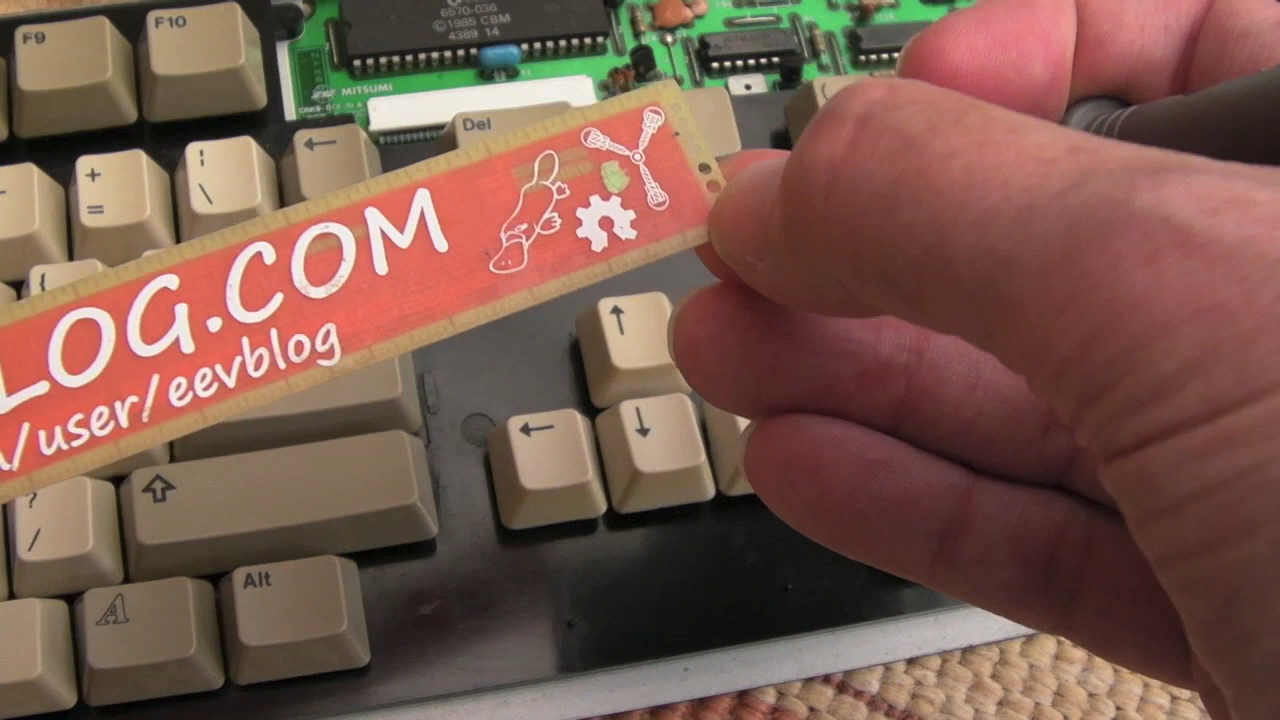 F9
F10
6570-036
©1985 CBM
4389 14
MITSUMI
Del
←
+
=
¦
\
{
LOG.COM
/user/eevblog
↑
←
↓
?
/
⇧
A
Alt